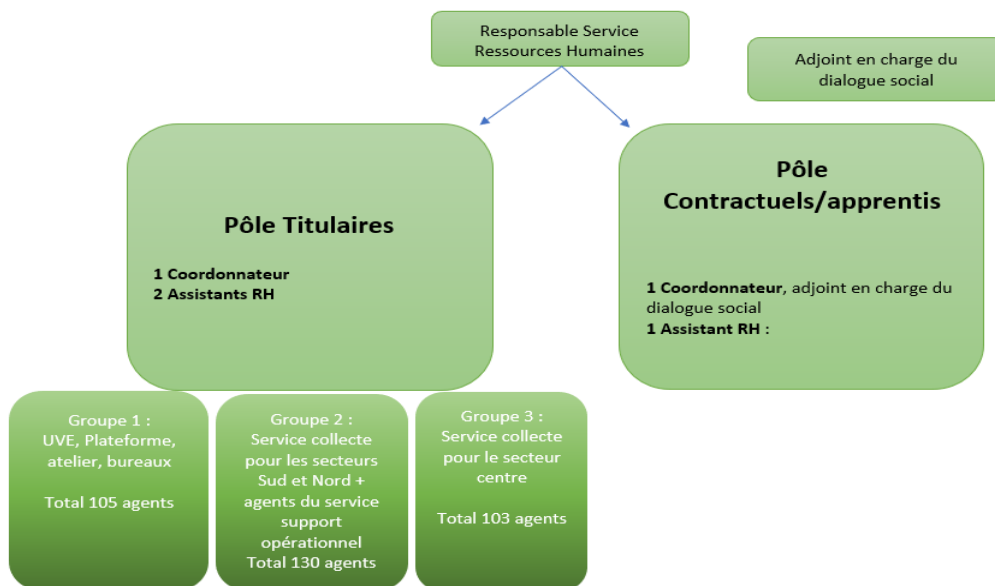 Responsable Service
Ressources Humaines
Adjoint en charge du
dialogue social
Pôle Titulaires
1 Coordonnateur
2 Assistants RH
Pôle
Contractuels/apprentis
1 Coordonnateur, adjoint en charge du
dialogue social
1 Assistant RH :
Groupe 1 :
UVE, Plateforme,
atelier, bureaux
Total 105 agents
Groupe 2 :
Service collecte
pour les secteurs
Sud et Nord +
agents du service
support
opérationnel
Total 130 agents
Groupe 3 :
Service collecte
pour le secteur
centre
Total 103 agents